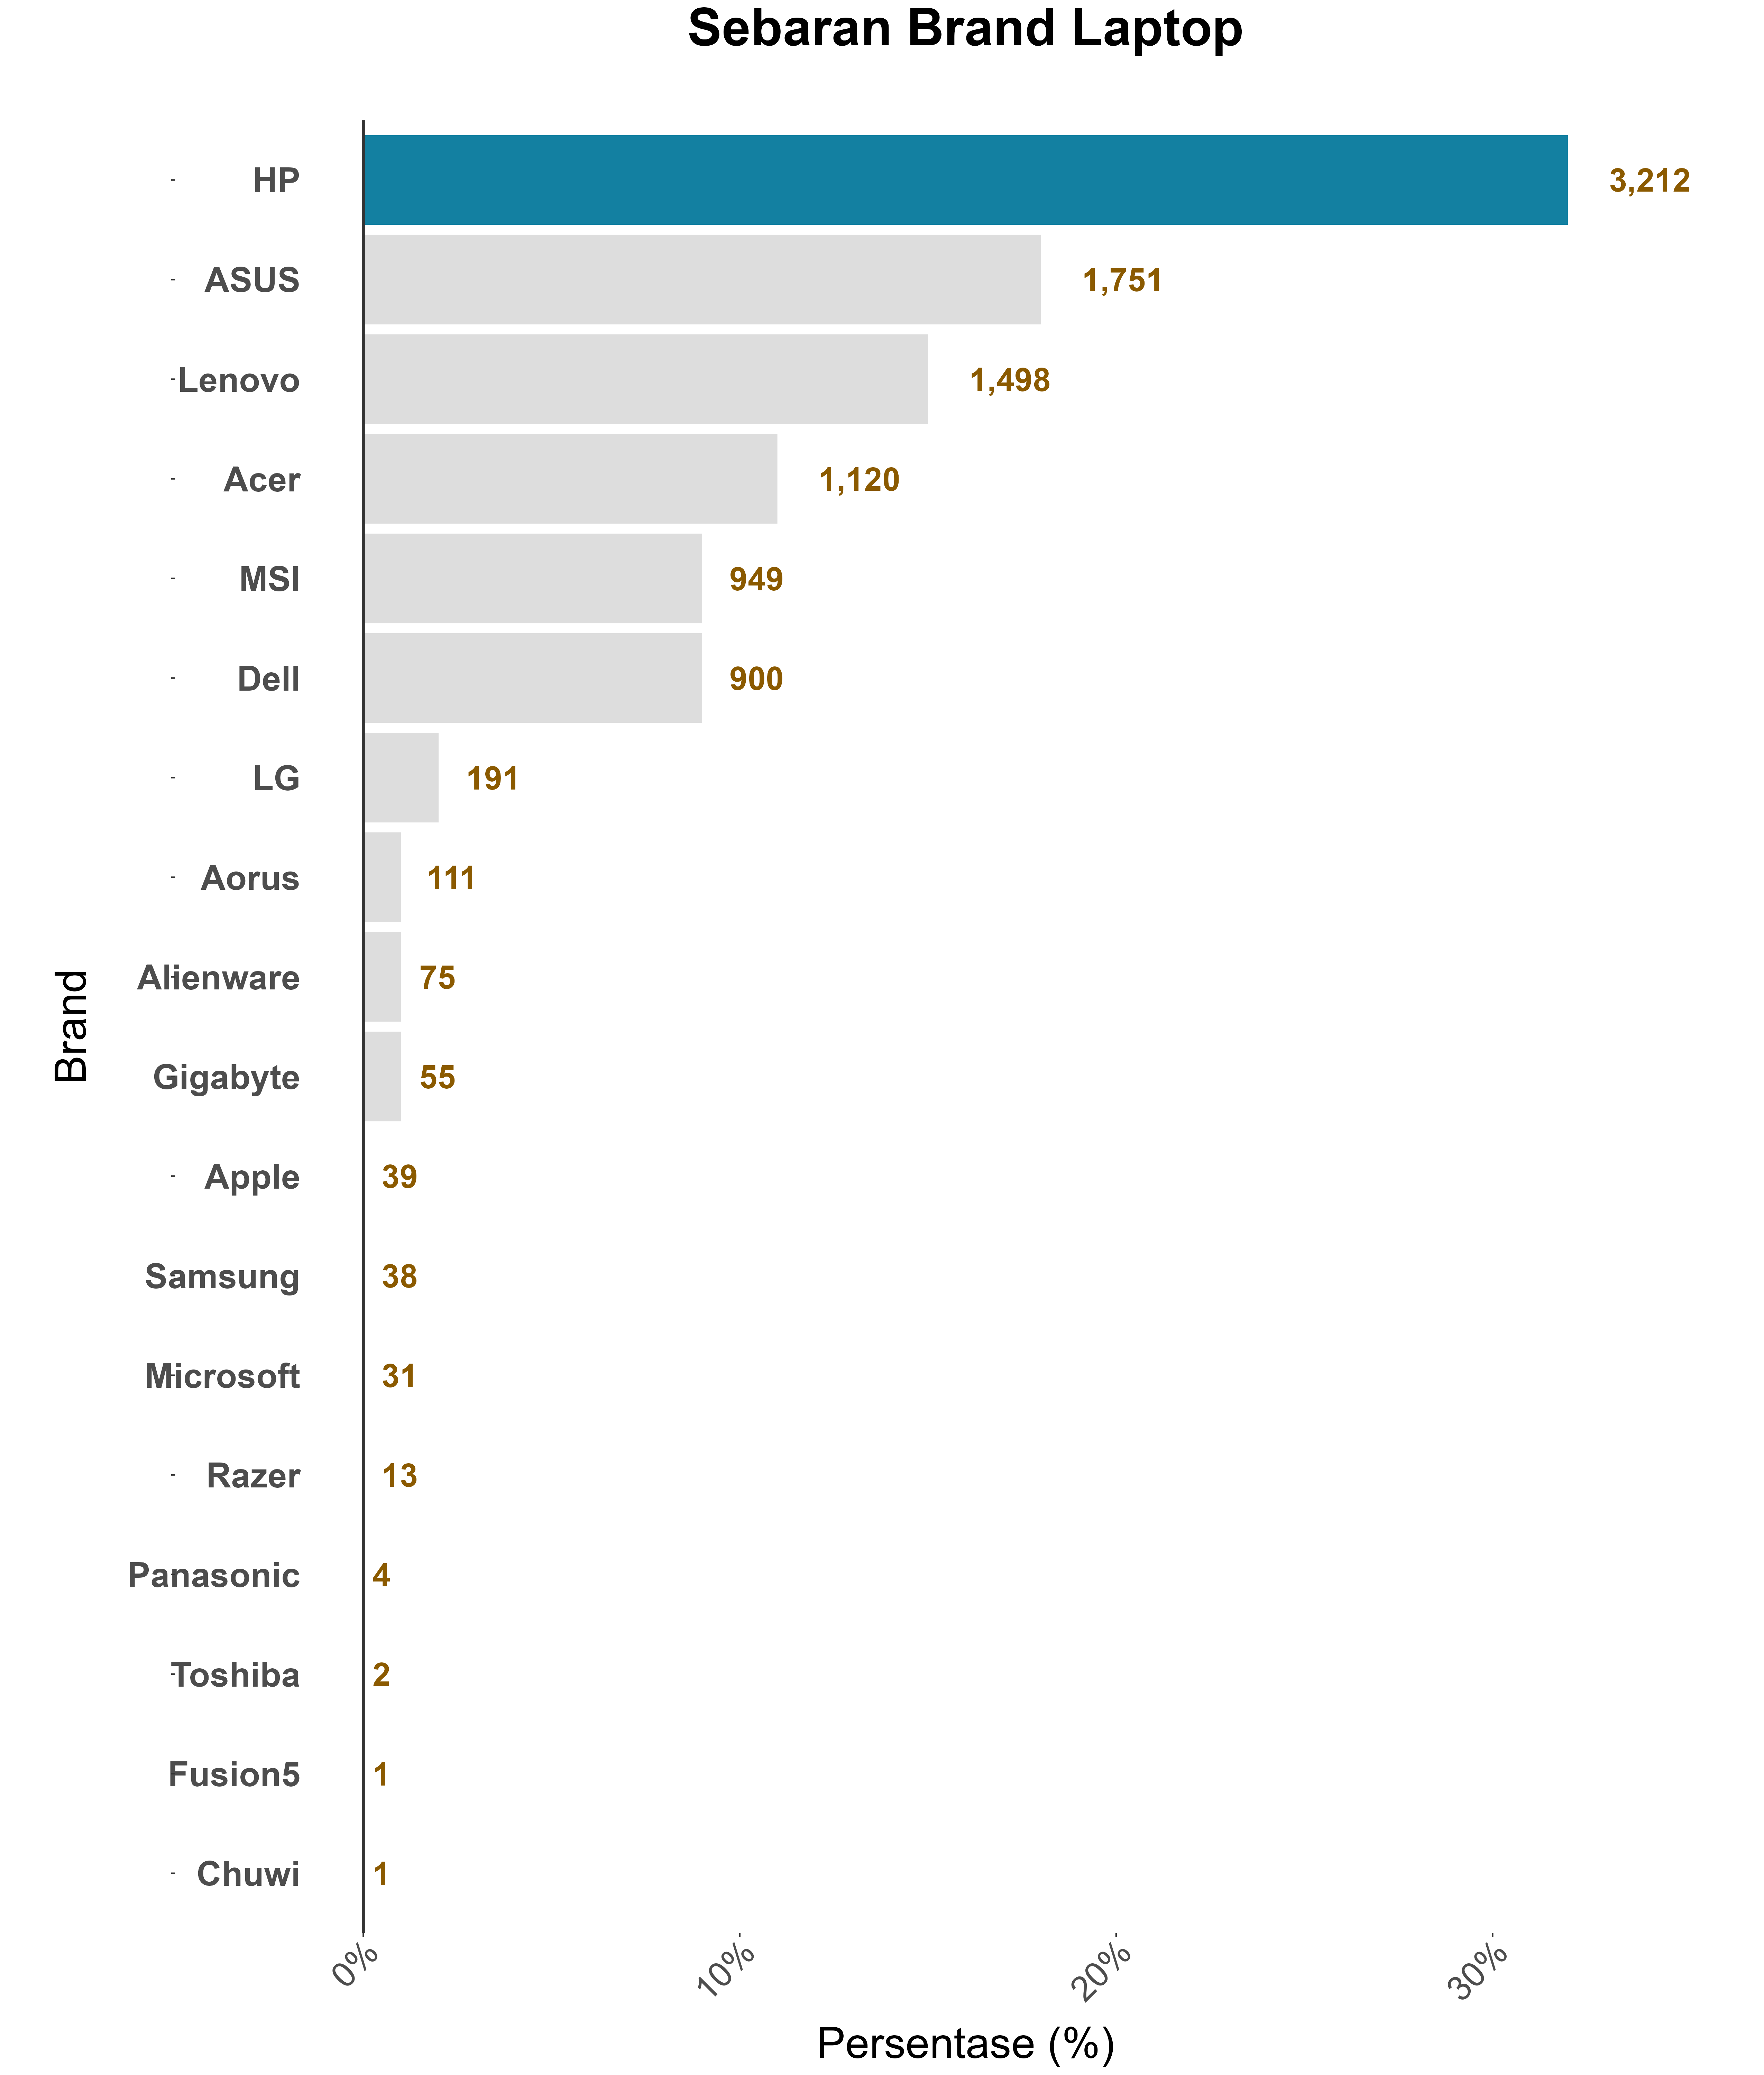 Sebaran Brand Laptop
HP 3,212
ASUS 1,751
Lenovo 1,498
Acer 1,120
MSI 949
Dell 900
LG 191
Aorus 111
Alienware 75
Gigabyte 55
Apple 39
Samsung 38
Microsoft 31
Razer 13
Panasonic 4
Toshiba 2
Fusion5 1
Chuwi 1
Brand
0% 10% 20% 30%
Persentase (%)